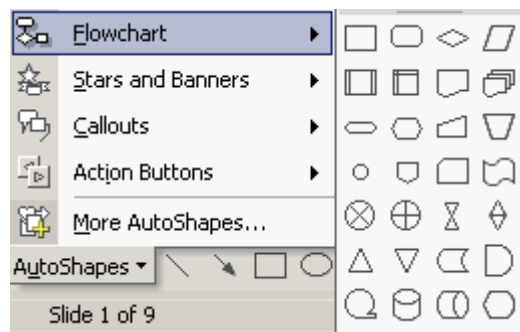 Flowchart
Stars and Banners
Callouts
Action Buttons
More AutoShapes...
AutoShapes
Slide 1 of 9